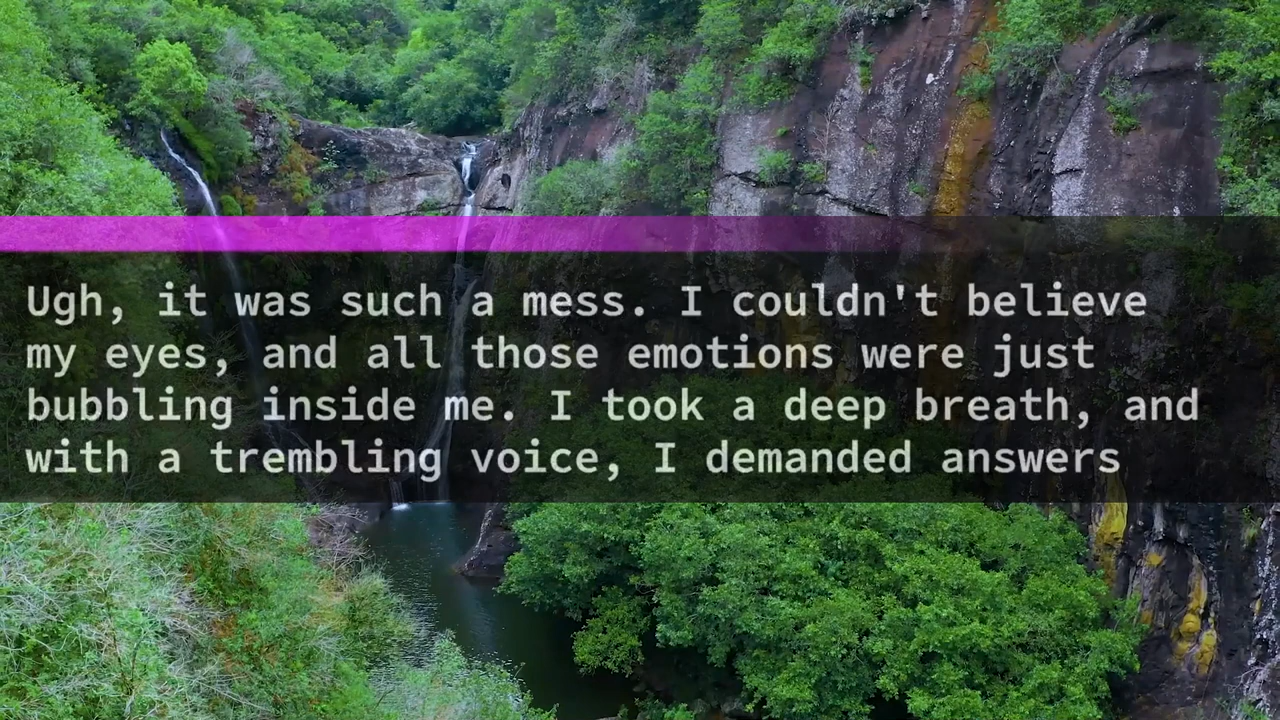 Ugh, it was such a mess. I couldn't believe
my eyes, and all those emotions were just
bubbling inside me. I took a deep breath, and
with a trembling voice, I demanded answers